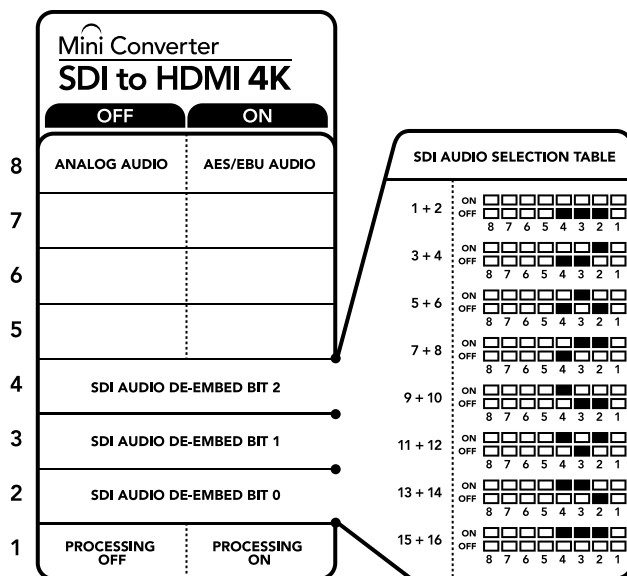 Mini Converter
SDI to HDMI 4K
OFF ON
8 ANALOG AUDIO AES/EBU AUDIO
7
6
5
4 SDI AUDIO DE-EMBED BIT 2
3 SDI AUDIO DE-EMBED BIT 1
2 SDI AUDIO DE-EMBED BIT 0
1 PROCESSING OFF PROCESSING ON
SDI AUDIO SELECTION TABLE
1 + 2 ON
OFF
8 7 6 5 4 3 2 1
3 + 4 ON
OFF
8 7 6 5 4 3 2 1
5 + 6 ON
OFF
8 7 6 5 4 3 2 1
7 + 8 ON
OFF
8 7 6 5 4 3 2 1
9 + 10 ON
OFF
8 7 6 5 4 3 2 1
11 + 12 ON
OFF
8 7 6 5 4 3 2 1
13 + 14 ON
OFF
8 7 6 5 4 3 2 1
15 + 16 ON
OFF
8 7 6 5 4 3 2 1